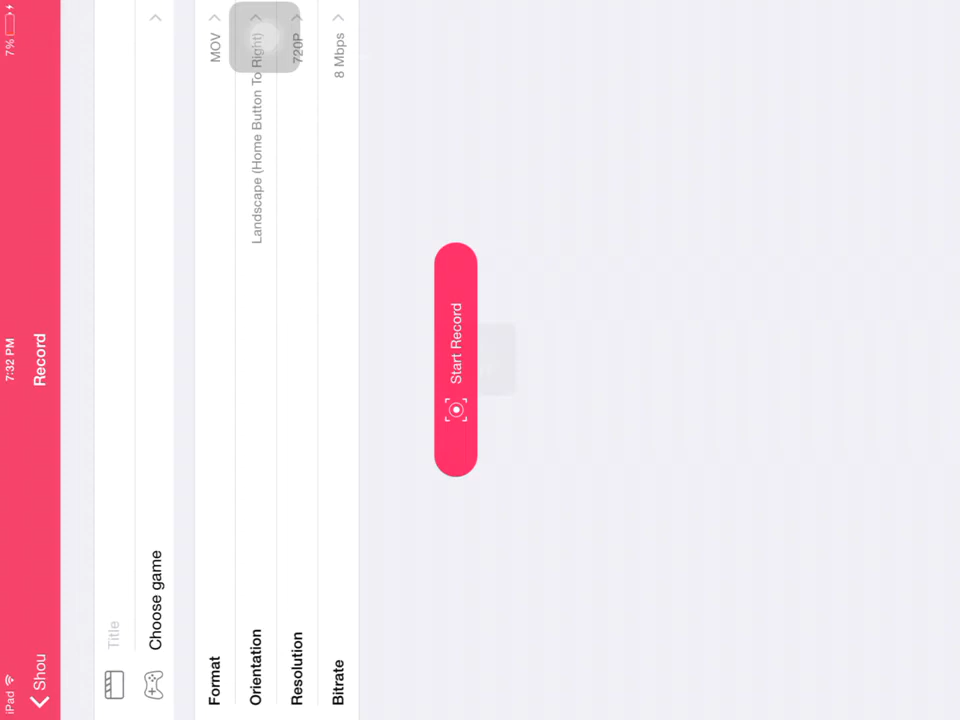 iPad 7:32 PM 7%
Shou Record
Title
Choose game
Format MOV
Orientation Landscape (Home Button To Right)
Resolution 720P
Bitrate 8 Mbps
Start Record